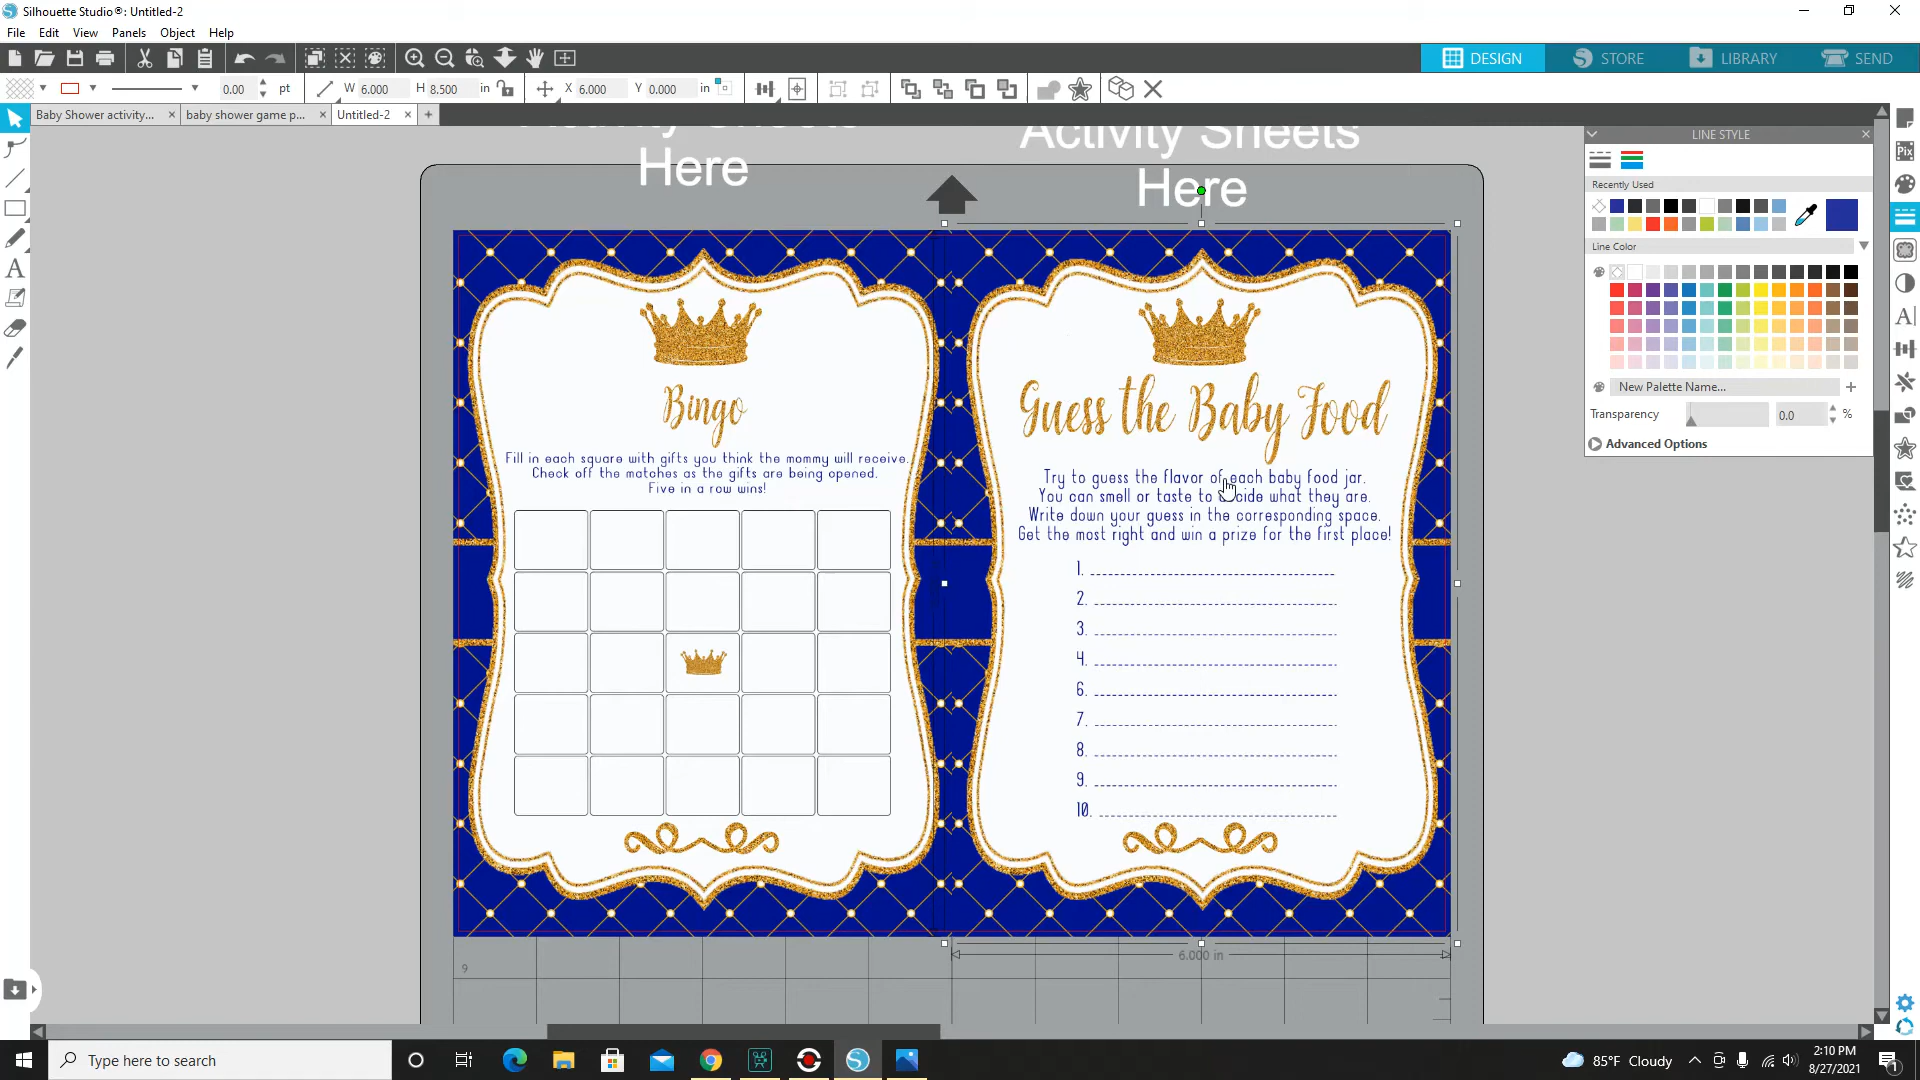 Silhouette Studio®: Untitled-2
File Edit View Panels Object Help
DESIGN STORE LIBRARY SEND
0.00 pt W 6.000 H 8.500 in X 6.000 Y 0.000 in
Baby Shower activity... baby shower game p... Untitled-2
Activity Sheets
Here
Activity Sheets
Here
LINE STYLE
Pix
Recently Used
Line Color
New Palette Name...
Transparency 0.0 %
Advanced Options
Bingo
Fill in each square with gifts you think the mommy will receive.
Check off the matches as the gifts are being opened.
Five in a row wins!
Guess the Baby Food
Try to guess the flavor of each baby food jar.
You can smell or taste to decide what they are.
Write down your guess in the corresponding space.
Get the most right and win a prize for the first place!
1.
2.
3.
4.
6.
7.
8.
9.
10.
6.000 in
9
Type here to search
85°F Cloudy
2:10 PM
8/27/2021
1